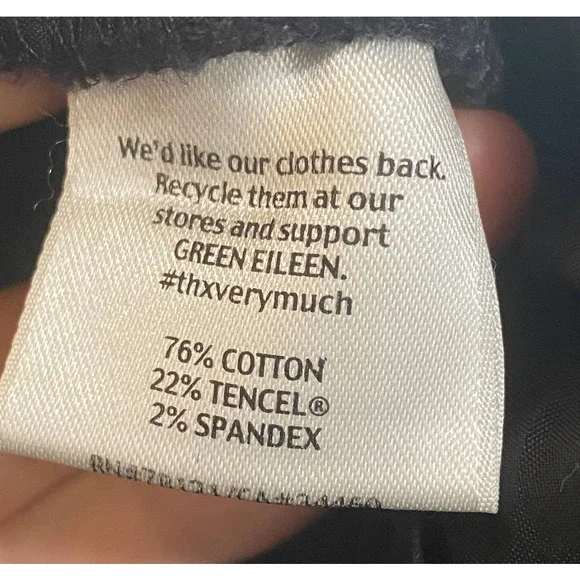 We'd like our clothes back.
Recycle them at our
stores and support
GREEN EILEEN.
#thxverymuch
76% COTTON
22% TENCEL®
2% SPANDEX